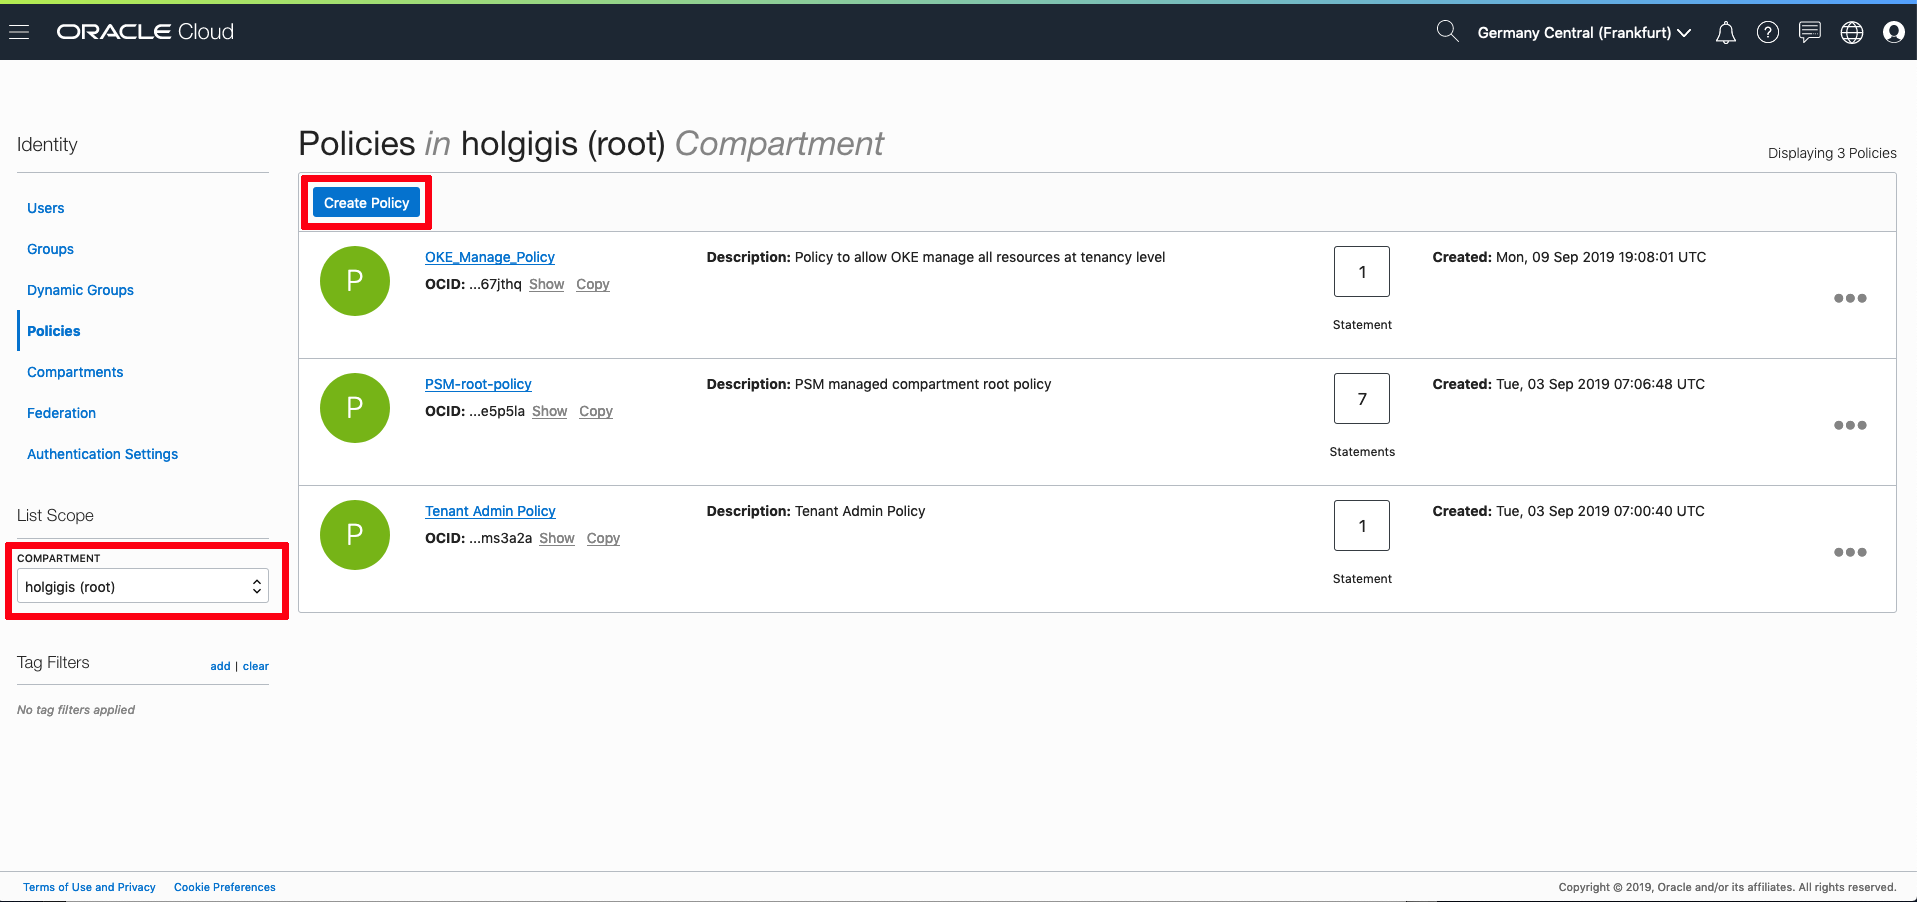 ORACLE Cloud
Germany Central (Frankfurt)
Identity
Users
Groups
Dynamic Groups
Policies
Compartments
Federation
Authentication Settings
List Scope
COMPARTMENT
holgigis (root)
Tag Filters
add | clear
No tag filters applied
Policies in holgigis (root) Compartment
Displaying 3 Policies
Create Policy
P
OKE_Manage_Policy
OCID: ...67jthq Show Copy
Description: Policy to allow OKE manage all resources at tenancy level
1
Statement
Created: Mon, 09 Sep 2019 19:08:01 UTC
P
PSM-root-policy
OCID: ...e5p5la Show Copy
Description: PSM managed compartment root policy
7
Statements
Created: Tue, 03 Sep 2019 07:06:48 UTC
P
Tenant Admin Policy
OCID: ...ms3a2a Show Copy
Description: Tenant Admin Policy
1
Statement
Created: Tue, 03 Sep 2019 07:00:40 UTC
Terms of Use and Privacy Cookie Preferences
Copyright © 2019, Oracle and/or its affiliates. All rights reserved.